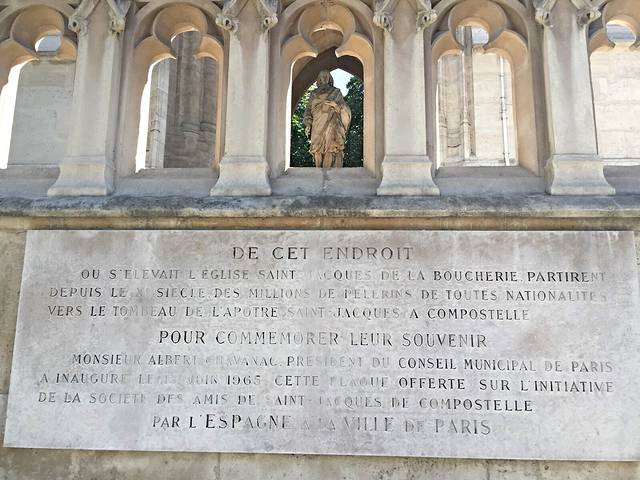 DE CET ENDROIT
OU S'ELEVAIT L'ÉGLISE SAINT JACQUES DE LA BOUCHERIE PARTIRENT
DEPUIS LE XI SIECLE DES MILLIONS DE PELERINS DE TOUTES NATIONALITES
VERS LE TOMBEAU DE L'APOTRE SAINT-JACQUES A COMPOSTELLE
POUR COMMEMORER LEUR SOUVENIR
MONSIEUR ALBERT CHAVANAC, PRESIDENT DU CONSEIL MUNICIPAL DE PARIS
A INAUGURE LE JUIN 1965 CETTE PLAQUE OFFERTE SUR L'INITIATIVE
DE LA SOCIETE DES AMIS DE SAINT-JACQUES DE COMPOSTELLE
PAR L'ESPAGNE A LA VILLE DE PARIS